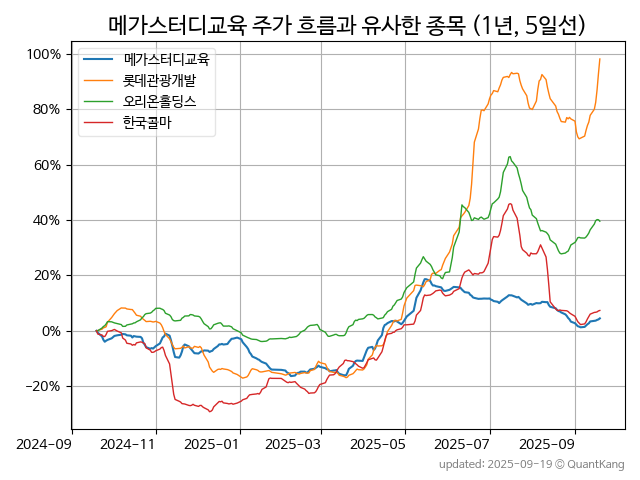 메가스터디교육 주가 흐름과 유사한 종목 (1년, 5일선)
메가스터디교육
롯데관광개발
오리온홀딩스
한국콜마
100%
80%
60%
40%
20%
0%
−20%
2024-09 2024-11 2025-01 2025-03 2025-05 2025-07 2025-09
updated: 2025-09-19 © QuantKang